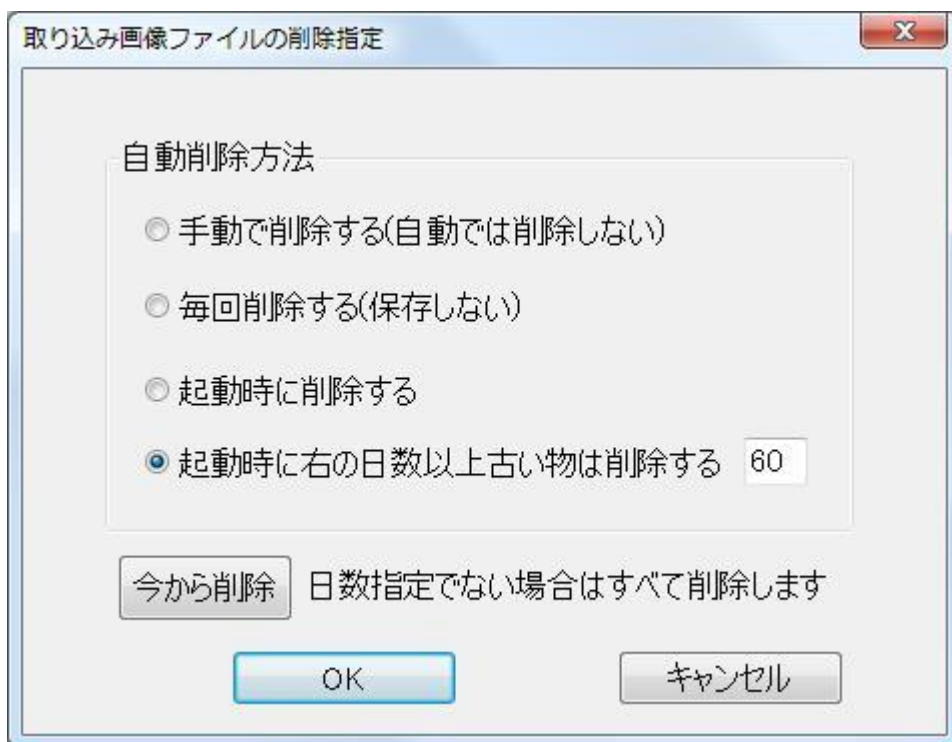 取り込み画像ファイルの削除指定
自動削除方法
手動で削除する(自動では削除しない)
毎回削除する(保存しない)
起動時に削除する
起動時に右の日数以上古い物は削除する 60
今から削除 日数指定でない場合はすべて削除します
OK キャンセル